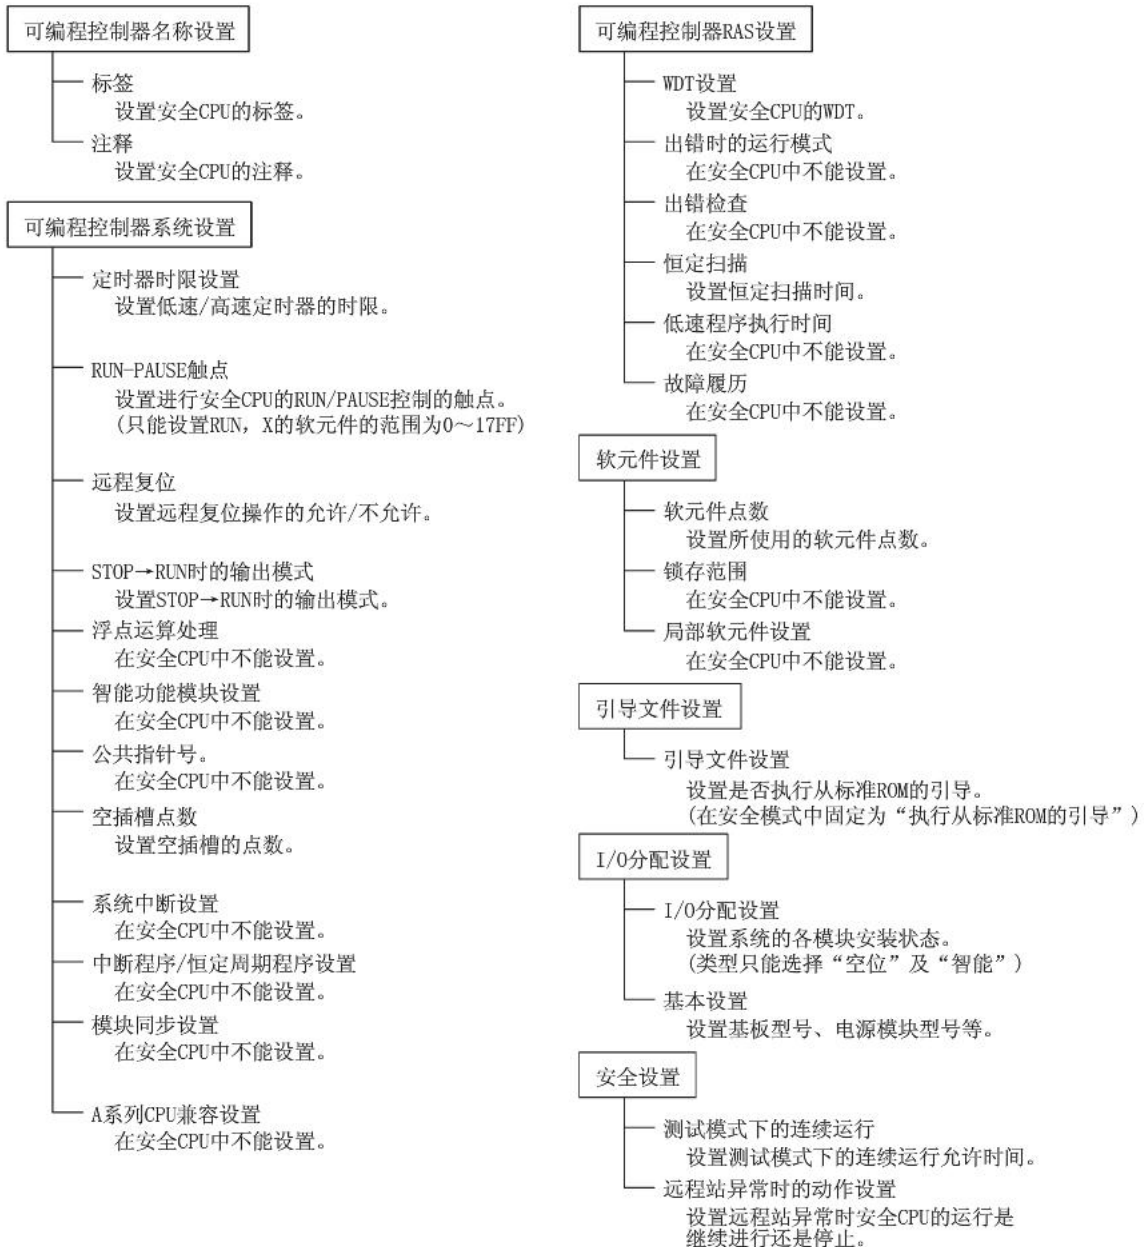 可编程控制器名称设置
标签
设置安全CPU的标签。
注释
设置安全CPU的注释。
可编程控制器系统设置
定时器时限设置
设置低速/高速定时器的时限。
RUN-PAUSE触点
设置进行安全CPU的RUN/PAUSE控制的触点。
(只能设置RUN，X的软元件的范围为0～17FF)
远程复位
设置远程复位操作的允许/不允许。
STOP→RUN时的输出模式
设置STOP→RUN时的输出模式。
浮点运算处理
在安全CPU中不能设置。
智能功能模块设置
在安全CPU中不能设置。
公共指针号。
在安全CPU中不能设置。
空插槽点数
设置空插槽的点数。
系统中断设置
在安全CPU中不能设置。
中断程序/恒定周期程序设置
在安全CPU中不能设置。
模块同步设置
在安全CPU中不能设置。
A系列CPU兼容设置
在安全CPU中不能设置。
可编程控制器RAS设置
WDT设置
设置安全CPU的WDT。
出错时的运行模式
在安全CPU中不能设置。
出错检查
在安全CPU中不能设置。
恒定扫描
设置恒定扫描时间。
低速程序执行时间
在安全CPU中不能设置。
故障履历
在安全CPU中不能设置。
软元件设置
软元件点数
设置所使用的软元件点数。
锁存范围
在安全CPU中不能设置。
局部软元件设置
在安全CPU中不能设置。
引导文件设置
引导文件设置
设置是否执行从标准ROM的引导。
(在安全模式中固定为“执行从标准ROM的引导”)
I/O分配设置
I/O分配设置
设置系统的各模块安装状态。
(类型只能选择“空位”及“智能”)
基本设置
设置基板型号、电源模块型号等。
安全设置
测试模式下的连续运行
设置测试模式下的连续运行允许时间。
远程站异常时的动作设置
设置远程站异常时安全CPU的运行是
继续进行还是停止。